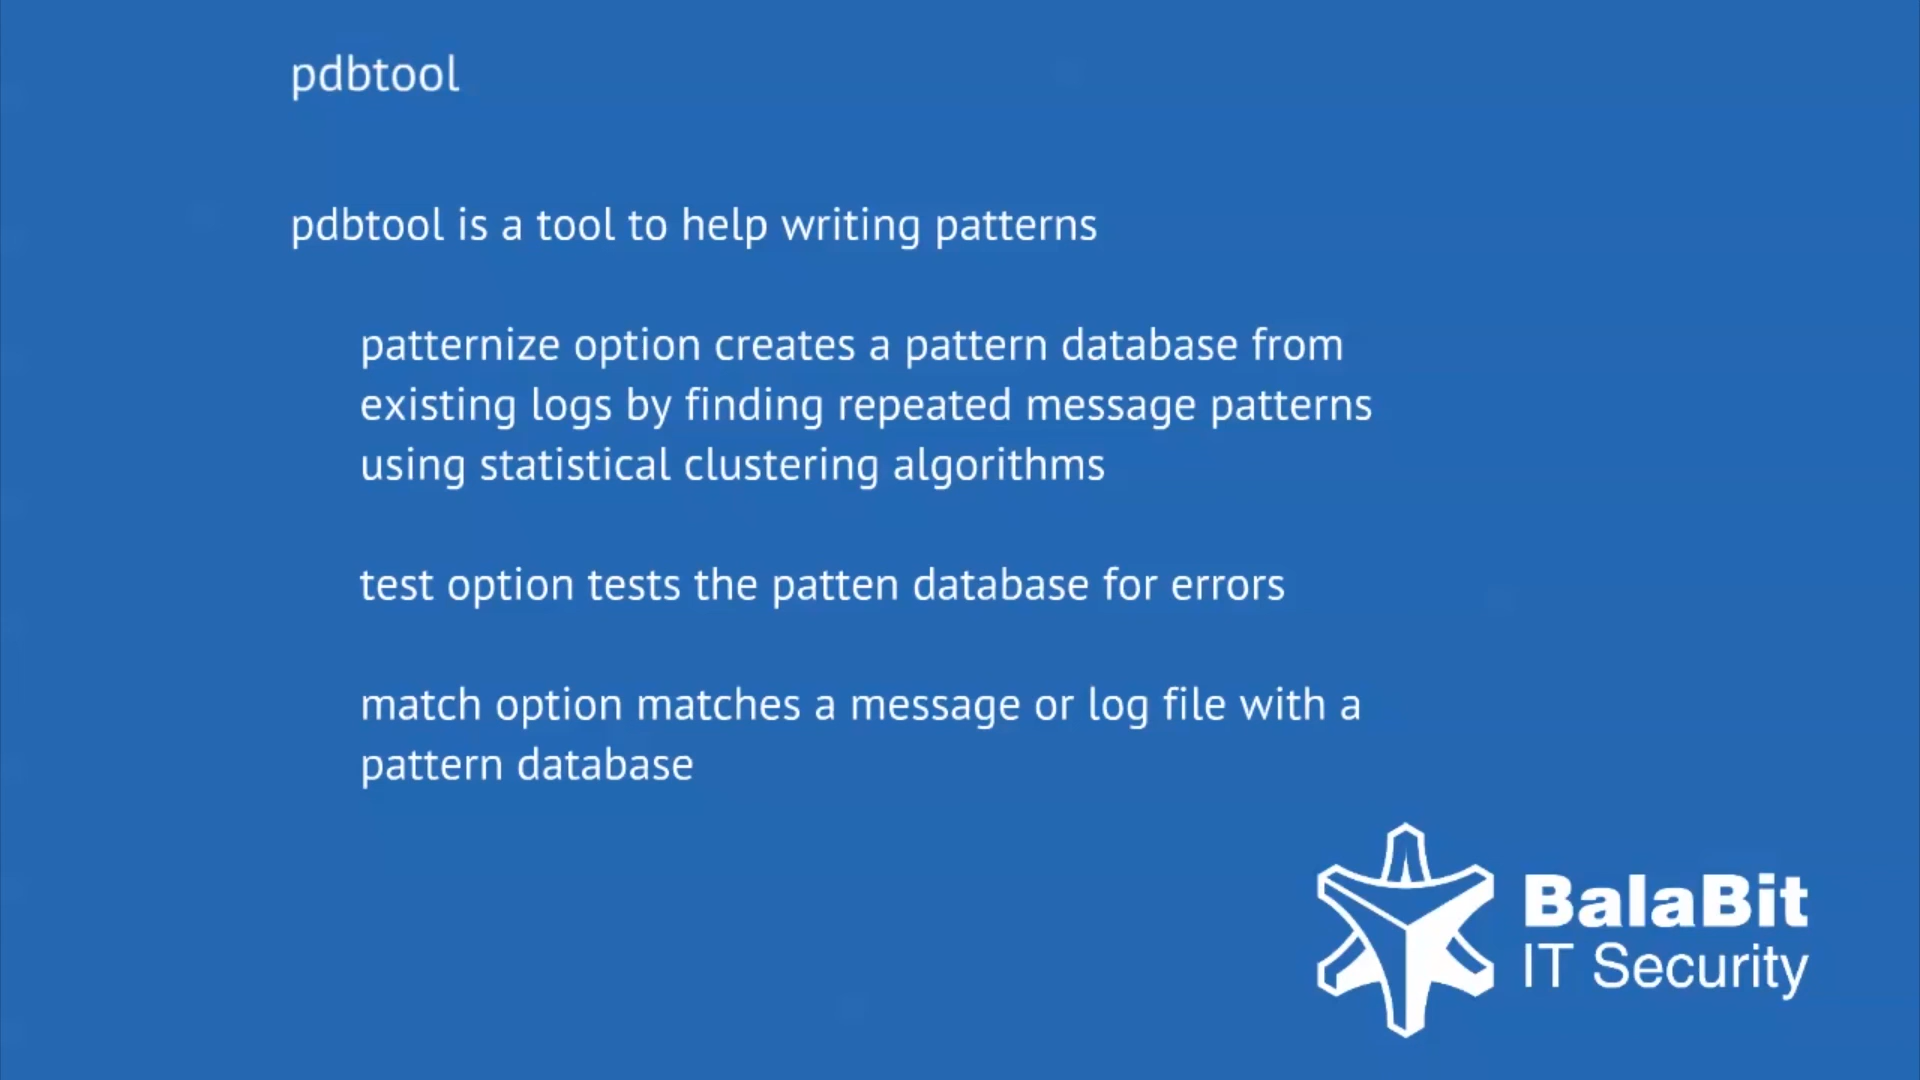 pdbtool
pdbtool is a tool to help writing patterns
patternize option creates a pattern database from
existing logs by finding repeated message patterns
using statistical clustering algorithms
test option tests the patten database for errors
match option matches a message or log file with a
pattern database
BalaBit
IT Security